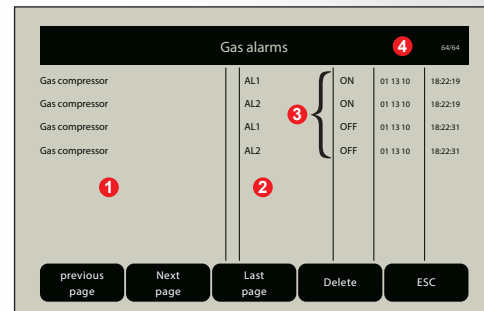 Gas alarms 4 64/64
Gas compressor AL1 ON 01 13 10 18:22:19
Gas compressor AL2 ON 01 13 10 18:22:19
3
Gas compressor AL1 OFF 01 13 10 18:22:31
Gas compressor AL2 OFF 01 13 10 18:22:31
1 2
previous page
Next page
Last page
Delete
ESC